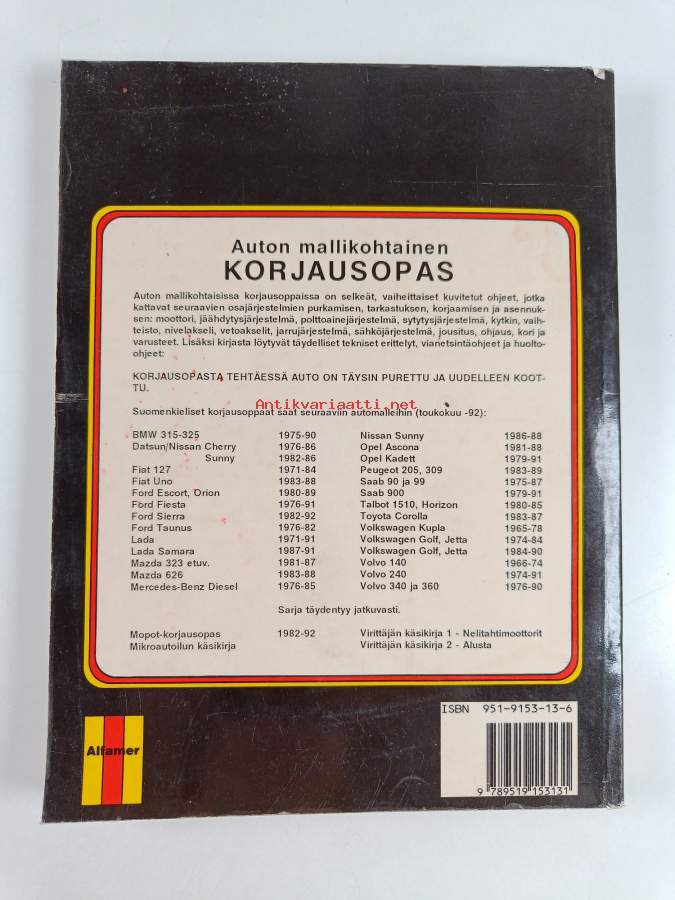 Auton mallikohtainen
KORJAUSOPAS
Auton mallikohtaisissa korjausoppaissa on selkeät, vaiheittaiset kuvitetut ohjeet, jotka
kattavat seuraavien osajärjestelmien purkamisen, tarkastuksen, korjaamisen ja asennuk-
sen: moottori, jäähdytysjärjestelmä, polttoainejärjestelmä, sytytysjärjestelmä, kytkin, vaih-
teisto, nivelakseli, vetoakselit, jarrujärjestelmä, sähköjärjestelmä, jousitus, ohjaus, kori ja
varusteet. Lisäksi kirjasta löytyvät täydelliset tekniset erittelyt, vianetsintäohjeet ja huolto-
ohjeet:
KORJAUSOPASTA TEHTÄESSÄ AUTO ON TÄYSIN PURETTU JA UUDELLEEN KOOT-
TU.
Antikvariaatti.net
Suomenkieliset korjausoppaat saat seuraaviin automalleihin (toukokuu -92):
BMW 315-325 1975-90 Nissan Sunny 1986-88
Datsun/Nissan Cherry 1976-86 Opel Ascona 1981-88
Sunny 1982-86 Opel Kadett 1979-91
Fiat 127 1971-84 Peugeot 205, 309 1983-89
Fiat Uno 1983-88 Saab 90 ja 99 1975-87
Ford Escort, Orion 1980-89 Saab 900 1979-91
Ford Fiesta 1976-91 Talbot 1510, Horizon 1980-85
Ford Sierra 1982-92 Toyota Corolla 1983-87
Ford Taunus 1976-82 Volkswagen Kupla 1965-78
Lada 1971-91 Volkswagen Golf, Jetta 1974-84
Lada Samara 1987-91 Volkswagen Golf, Jetta 1984-90
Mazda 323 etuv. 1981-87 Volvo 140 1966-74
Mazda 626 1983-88 Volvo 240 1974-91
Mercedes-Benz Diesel 1976-85 Volvo 340 ja 360 1976-90
Sarja täydentyy jatkuvasti.
Mopot-korjausopas 1982-92 Virittäjän käsikirja 1 - Nelitahtimoottorit
Mikroautoilun käsikirja Virittäjän käsikirja 2 - Alusta
ISBN 951-9153-13-6
Alfamer
9 789519 153131